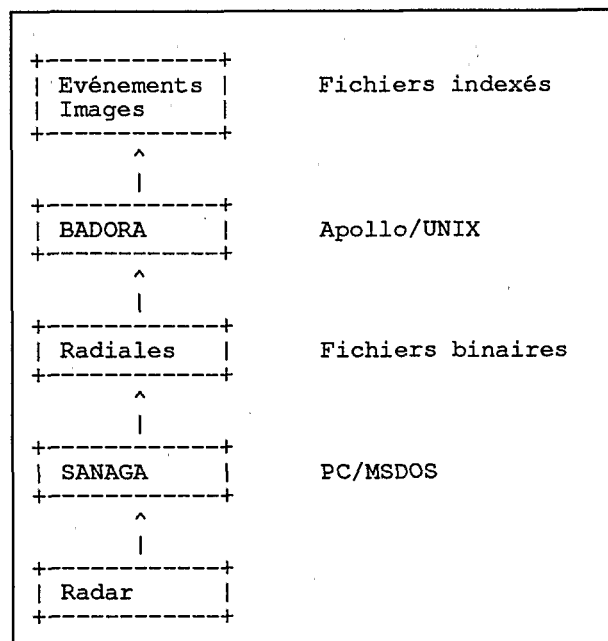 Evénements Fichiers indexés
Images
BADORA Apollo/UNIX
Radiales Fichiers binaires
SANAGA PC/MSDOS
Radar